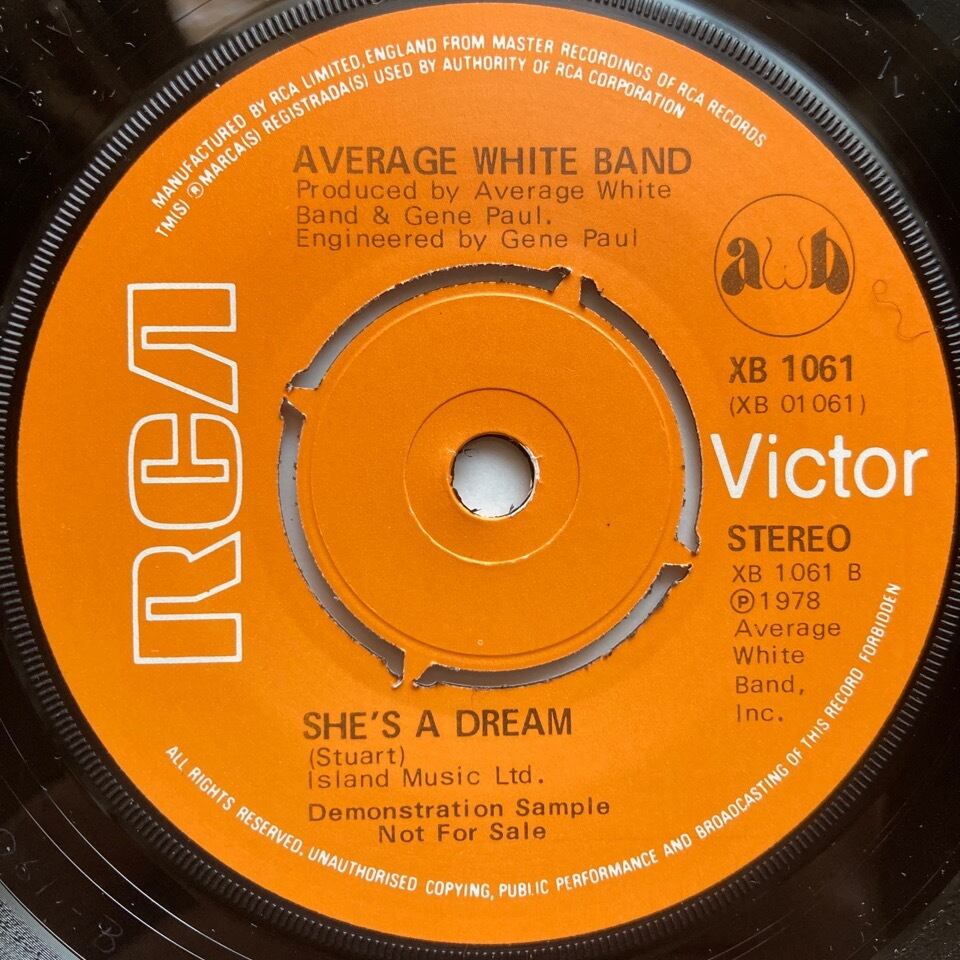 MANUFACTURED BY RCA LIMITED, ENGLAND FROM MASTER RECORDINGS OF RCA RECORDS
TM(S) ® MARCA(S) REGISTRADA(S) USED BY AUTHORITY OF RCA CORPORATION
AVERAGE WHITE BAND
Produced by Average White
Band & Gene Paul.
Engineered by Gene Paul
awb
RCA
XB 1061
(XB 01061)
Victor
STEREO
XB 1061 B
Ⓟ1978
Average
White
Band,
Inc.
SHE'S A DREAM
(Stuart)
Island Music Ltd.
Demonstration Sample
Not For Sale
ALL RIGHTS RESERVED. UNAUTHORISED COPYING, PUBLIC PERFORMANCE AND BROADCASTING OF THIS RECORD FORBIDDEN